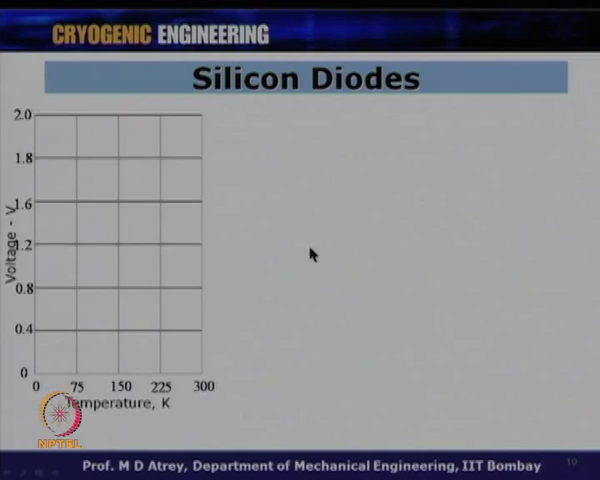 CRYOGENIC ENGINEERING
Silicon Diodes
2.0
1.8
1.6
1.2
0.8
0.4
0
Voltage - V
0 75 150 225 300
Temperature, K
NPTEL
Prof. M D Atrey, Department of Mechanical Engineering, IIT Bombay 10